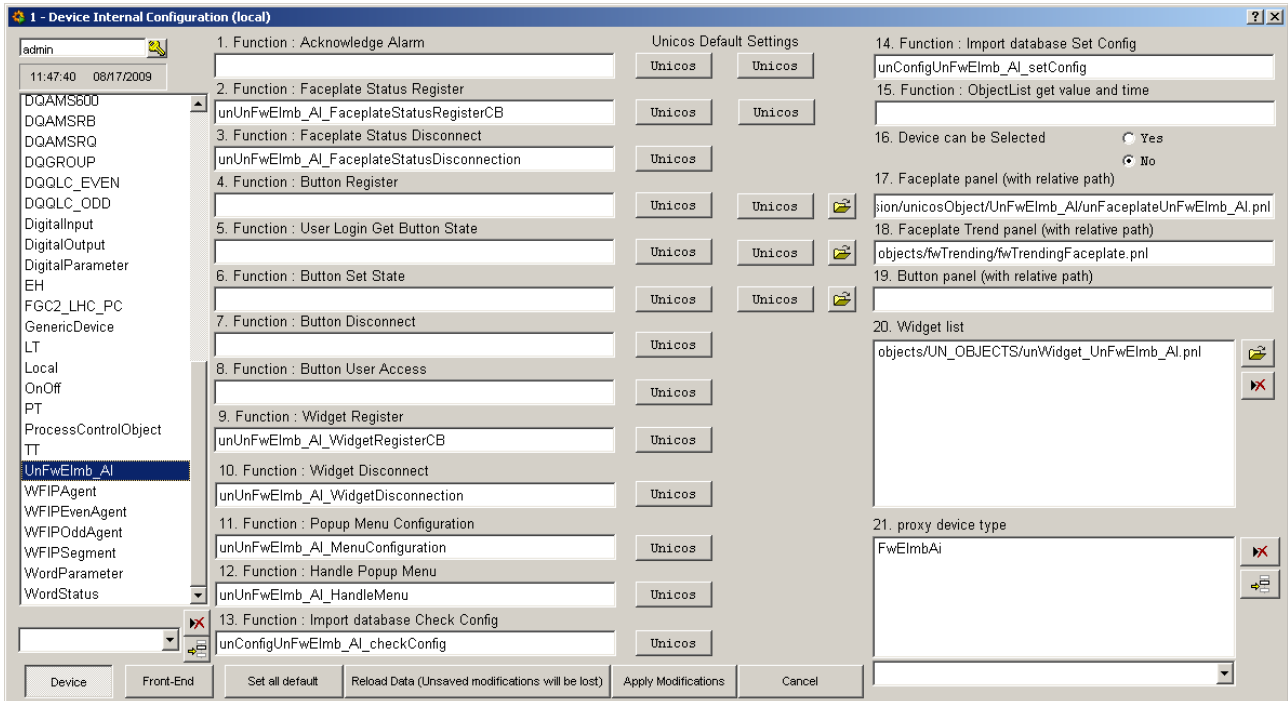 1 - Device Internal Configuration (local)
admin
11:47:40 08/17/2009
DQAMS600
DQAMSRB
DQAMSRQ
DQGROUP
DQQLC_EVEN
DQQLC_ODD
DigitalInput
DigitalOutput
DigitalParameter
EH
FGC2_LHC_PC
GenericDevice
LT
Local
OnOff
PT
ProcessControlObject
TT
UnFwElmb_AI
WFIPAgent
WFIPEvenAgent
WFIPOddAgent
WFIPSegment
WordParameter
WordStatus
1. Function : Acknowledge Alarm
Unicos Default Settings
Unicos Unicos
2. Function : Faceplate Status Register
unUnFwElmb_AI_FaceplateStatusRegisterCB
Unicos Unicos
3. Function : Faceplate Status Disconnect
unUnFwElmb_AI_FaceplateStatusDisconnection
Unicos
4. Function : Button Register
Unicos Unicos
5. Function : User Login Get Button State
Unicos Unicos
6. Function : Button Set State
Unicos Unicos
7. Function : Button Disconnect
Unicos
8. Function : Button User Access
Unicos
9. Function : Widget Register
unUnFwElmb_AI_WidgetRegisterCB
Unicos
10. Function : Widget Disconnect
unUnFwElmb_AI_WidgetDisconnection
Unicos
11. Function : Popup Menu Configuration
unUnFwElmb_AI_MenuConfiguration
Unicos
12. Function : Handle Popup Menu
unUnFwElmb_AI_HandleMenu
Unicos
13. Function : Import database Check Config
unConfigUnFwElmb_AI_checkConfig
Unicos
14. Function : Import database Set Config
unConfigUnFwElmb_AI_setConfig
15. Function : ObjectList get value and time
16. Device can be Selected
Yes
No
17. Faceplate panel (with relative path)
sion/unicosObject/UnFwElmb_AI/unFaceplateUnFwElmb_AI.pnl
18. Faceplate Trend panel (with relative path)
objects/fwTrending/fwTrendingFaceplate.pnl
19. Button panel (with relative path)
20. Widget list
objects/UN_OBJECTS/unWidget_UnFwElmb_AI.pnl
21. proxy device type
FwElmbAi
Device Front-End Set all default Reload Data (Unsaved modifications will be lost) Apply Modifications Cancel